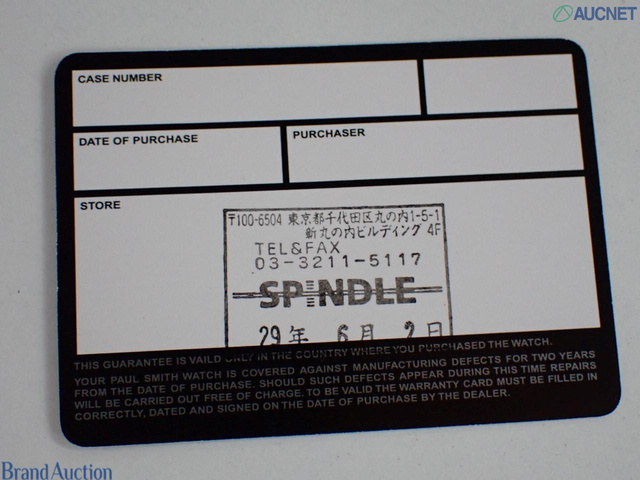 AUCNET
CASE NUMBER
DATE OF PURCHASE
PURCHASER
STORE
〒100-6504 東京都千代田区丸の内1-5-1
新丸の内ビルディング 4F
TEL&FAX
03-3211-5117
SPINDLE
29年 6月 2日
THIS GUARANTEE IS VAILD ONLY IN THE COUNTRY WHERE YOU PURCHASED THE WATCH.
YOUR PAUL SMITH WATCH IS COVERED AGAINST MANUFACTURING DEFECTS FOR TWO YEARS
FROM THE DATE OF PURCHASE. SHOULD SUCH DEFECTS APPEAR DURING THIS TIME REPAIRS
WILL BE CARRIED OUT FREE OF CHARGE. TO BE VALID THE WARRANTY CARD MUST BE FILLED IN
CORRECTLY, DATED AND SIGNED ON THE DATE OF PURCHASE BY THE DEALER.
Brand Auction